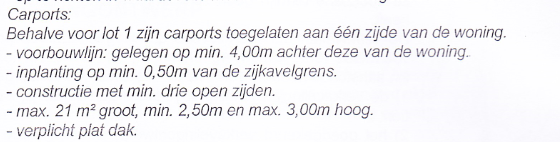 Carports:
Behalve voor lot 1 zijn carports toegelaten aan één zijde van de woning.
- voorbouwlijn: gelegen op min. 4,00m achter deze van de woning.
- inplanting op min. 0,50m van de zijkavelgrens.
- constructie met min. drie open zijden.
- max. 21 m² groot, min. 2,50m en max. 3,00m hoog.
- verplicht plat dak.